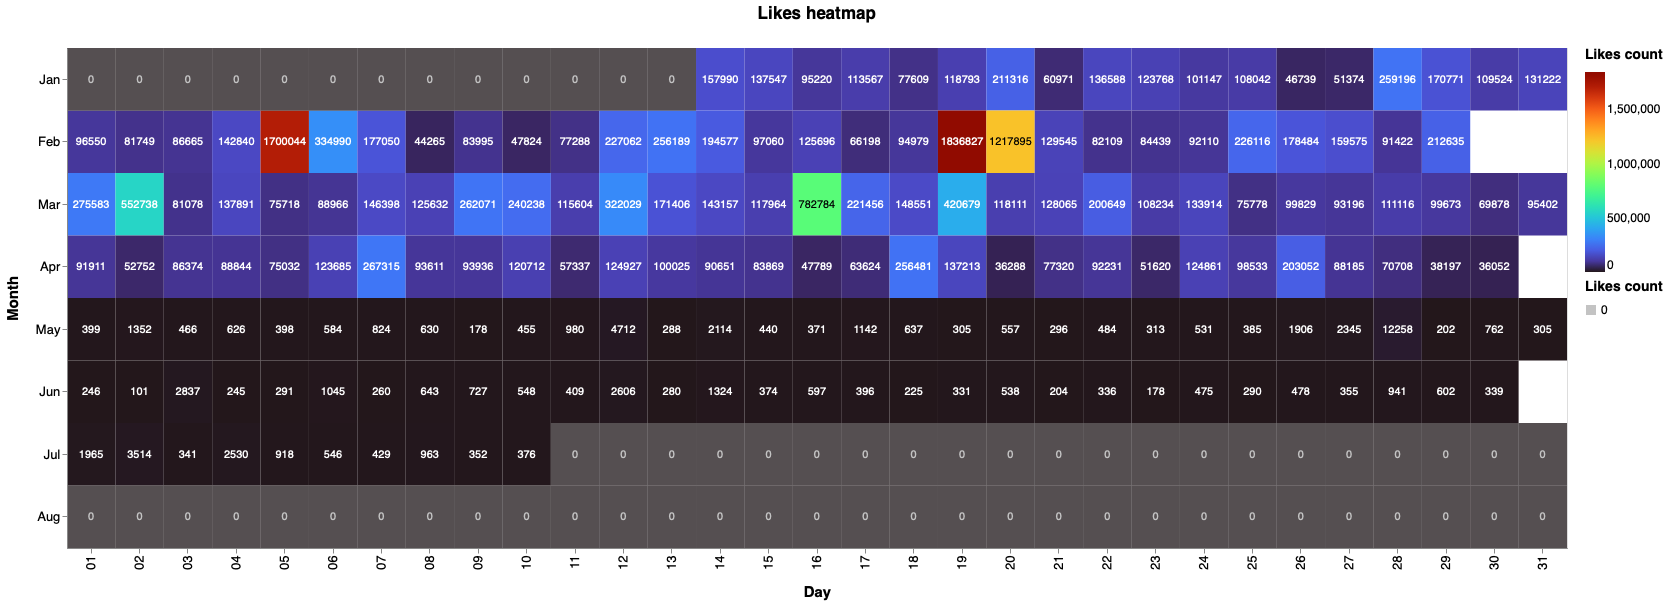 Likes heatmap
Jan 0 0 0 0 0 0 0 0 0 0 0 0 0 157990 137547 95220 113567 77609 118793 211316 60971 136588 123768 101147 108042 46739 51374 259196 170771 109524 131222
Feb 96550 81749 86665 142840 1700044 334990 177050 44265 83995 47824 77288 227062 256189 194577 97060 125696 66198 94979 1836827 1217895 129545 82109 84439 92110 226116 178484 159575 91422 212635
Mar 275583 552738 81078 137891 75718 88966 146398 125632 262071 240238 115604 322029 171406 143157 117964 782784 221456 148551 420679 118111 128065 200649 108234 133914 75778 99829 93196 111116 99673 69878 95402
Apr 91911 52752 86374 88844 75032 123685 267315 93611 93936 120712 57337 124927 100025 90651 83869 47789 63624 256481 137213 36288 77320 92231 51620 124861 98533 203052 88185 70708 38197 36052
May 399 1352 466 626 398 584 824 630 178 455 980 4712 288 2114 440 371 1142 637 305 557 296 484 313 531 385 1906 2345 12258 202 762 305
Jun 246 101 2837 245 291 1045 260 643 727 548 409 2606 280 1324 374 597 396 225 331 538 204 336 178 475 290 478 355 941 602 339
Jul 1965 3514 341 2530 918 546 429 963 352 376 0 0 0 0 0 0 0 0 0 0 0 0 0 0 0 0 0 0 0 0 0
Aug 0 0 0 0 0 0 0 0 0 0 0 0 0 0 0 0 0 0 0 0 0 0 0 0 0 0 0 0 0 0 0
01 02 03 04 05 06 07 08 09 10 11 12 13 14 15 16 17 18 19 20 21 22 23 24 25 26 27 28 29 30 31
Day
Month
Likes count
1,500,000
1,000,000
500,000
0
Likes count
0